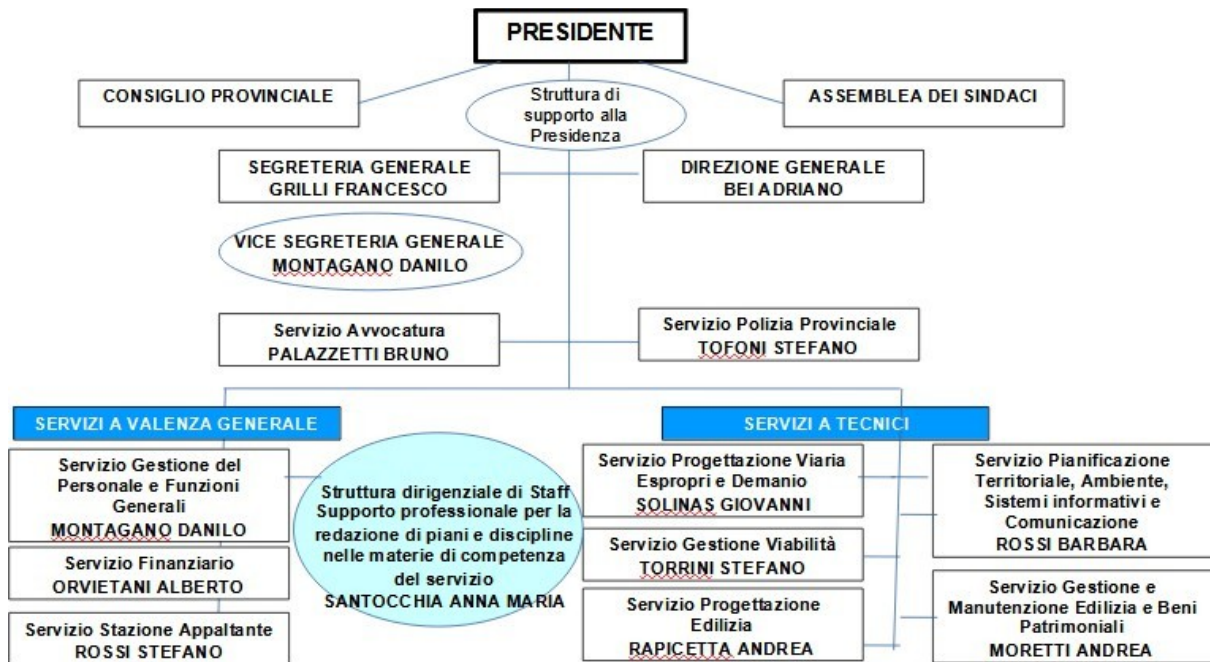 PRESIDENTE
CONSIGLIO PROVINCIALE
Struttura di
supporto alla
Presidenza
ASSEMBLEA DEI SINDACI
SEGRETERIA GENERALE
GRILLI FRANCESCO
DIREZIONE GENERALE
BEI ADRIANO
VICE SEGRETERIA GENERALE
MONTAGANO DANILO
Servizio Avvocatura
PALAZZETTI BRUNO
Servizio Polizia Provinciale
TOFONI STEFANO
SERVIZI A VALENZA GENERALE
Servizio Gestione del
Personale e Funzioni
Generali
MONTAGANO DANILO
Servizio Finanziario
ORVIETANI ALBERTO
Servizio Stazione Appaltante
ROSSI STEFANO
Struttura dirigenziale di Staff
Supporto professionale per la
redazione di piani e discipline
nelle materie di competenza
del servizio
SANTOCCHIA ANNA MARIA
SERVIZI A TECNICI
Servizio Progettazione Viaria
Espropri e Demanio
SOLINAS GIOVANNI
Servizio Gestione Viabilità
TORRINI STEFANO
Servizio Progettazione
Edilizia
RAPICETTA ANDREA
Servizio Pianificazione
Territoriale, Ambiente,
Sistemi informativi e
Comunicazione
ROSSI BARBARA
Servizio Gestione e
Manutenzione Edilizia e Beni
Patrimoniali
MORETTI ANDREA